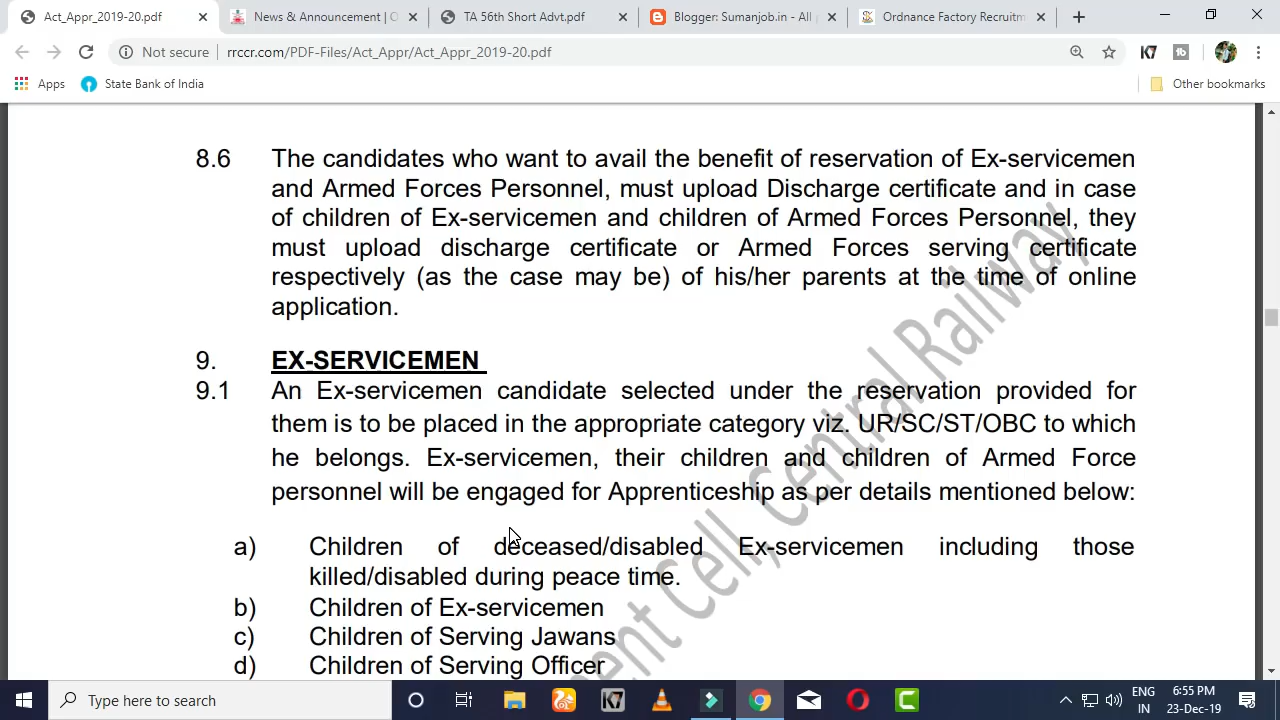 Act_Appr_2019-20.pdf
News & Announcement | O
TA 56th Short Advt.pdf
Blogger: Sumanjob.in - All p
Ordnance Factory Recruitm
Not secure | rrccr.com/PDF-Files/Act_Appr/Act_Appr_2019-20.pdf
K7
tb
Apps
State Bank of India
Other bookmarks
8.6 The candidates who want to avail the benefit of reservation of Ex-servicemen
and Armed Forces Personnel, must upload Discharge certificate and in case
of children of Ex-servicemen and children of Armed Forces Personnel, they
must upload discharge certificate or Armed Forces serving certificate
respectively (as the case may be) of his/her parents at the time of online
application.
9. EX-SERVICEMEN
9.1 An Ex-servicemen candidate selected under the reservation provided for
them is to be placed in the appropriate category viz. UR/SC/ST/OBC to which
he belongs. Ex-servicemen, their children and children of Armed Force
personnel will be engaged for Apprenticeship as per details mentioned below:
a) Children of deceased/disabled Ex-servicemen including those
killed/disabled during peace time.
b) Children of Ex-servicemen
c) Children of Serving Jawans
d) Children of Serving Officer
ment Cell, Central Railway
Type here to search
K7
ENG
IN
6:55 PM
23-Dec-19